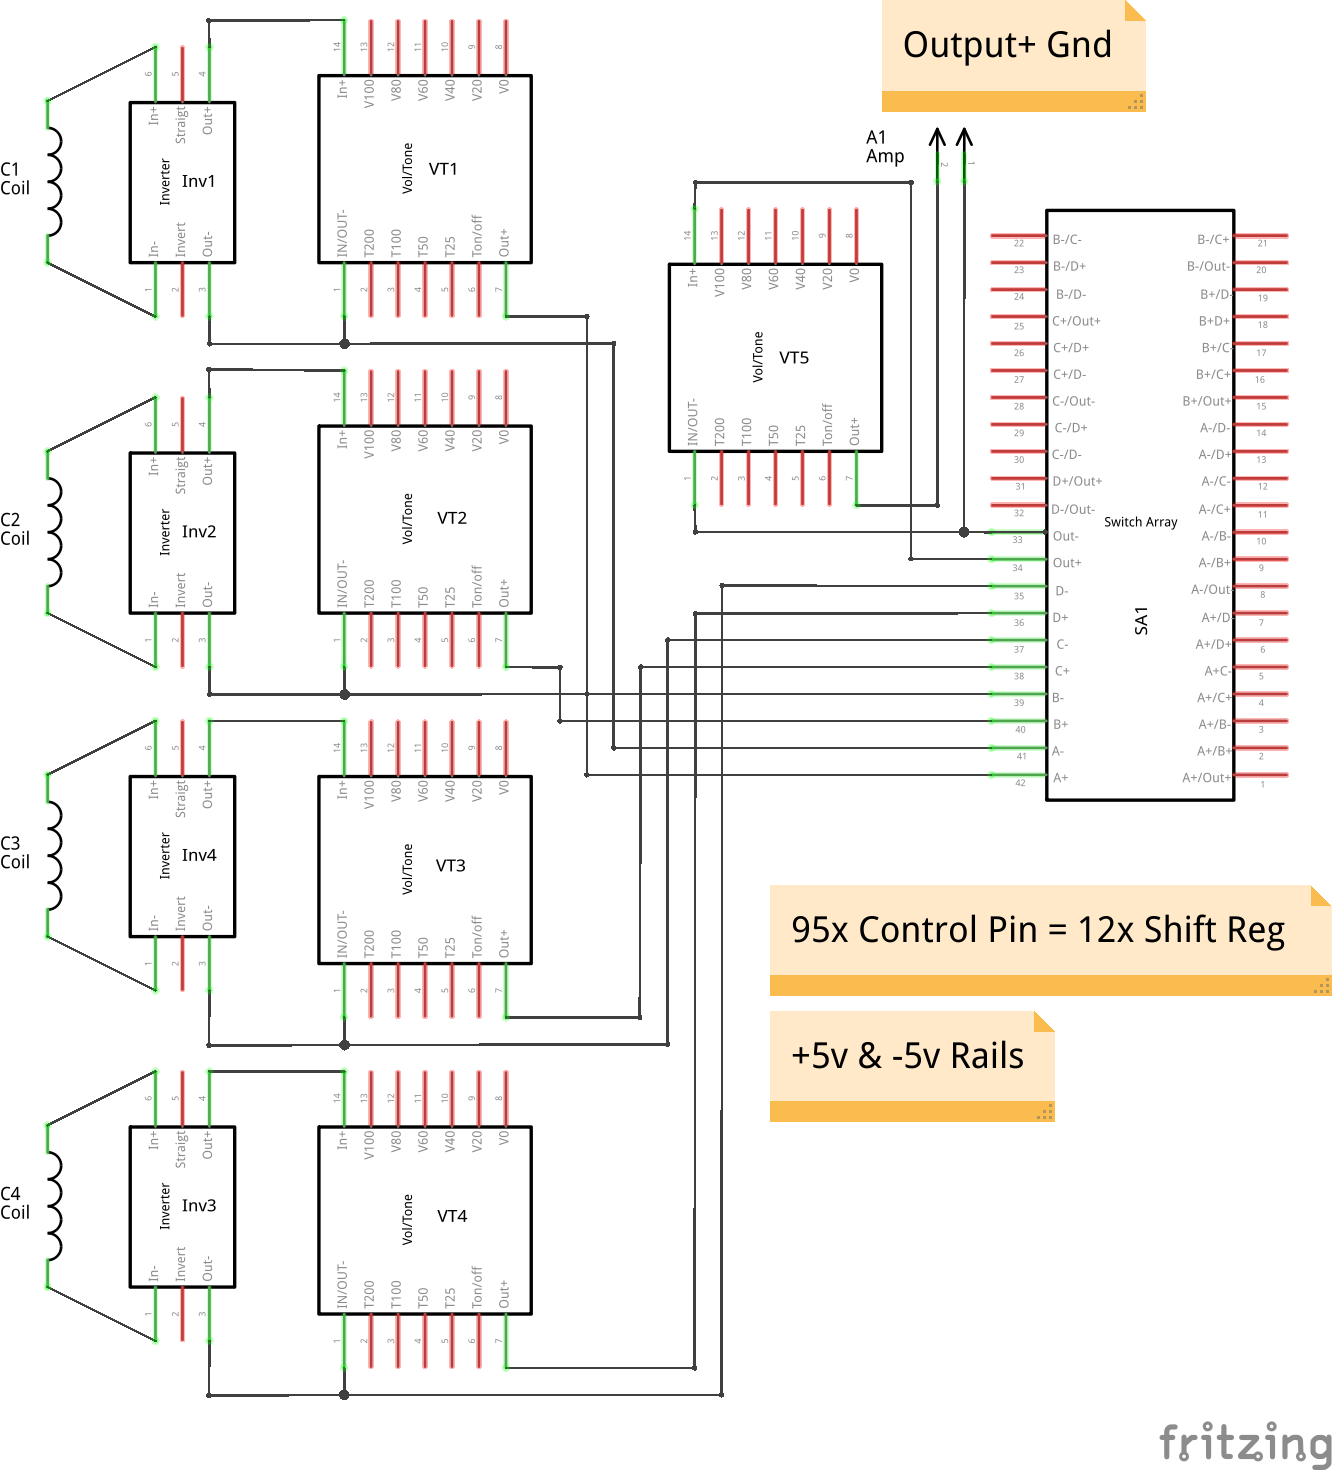 Output+ Gnd
A1
Amp
2
1
C1
Coil
6
5
4
In+
Straigt
Out+
Inverter
Inv1
In-
Invert
Out-
1
2
3
14
13
12
11
10
9
8
In+
V100
V80
V60
V40
V20
V0
Vol/Tone
VT1
IN/OUT-
T200
T100
T50
T25
Ton/off
Out+
1
2
3
4
5
6
7
C2
Coil
6
5
4
In+
Straigt
Out+
Inverter
Inv2
In-
Invert
Out-
1
2
3
14
13
12
11
10
9
8
In+
V100
V80
V60
V40
V20
V0
Vol/Tone
VT2
IN/OUT-
T200
T100
T50
T25
Ton/off
Out+
1
2
3
4
5
6
7
C3
Coil
6
5
4
In+
Straigt
Out+
Inverter
Inv4
In-
Invert
Out-
1
2
3
14
13
12
11
10
9
8
In+
V100
V80
V60
V40
V20
V0
Vol/Tone
VT3
IN/OUT-
T200
T100
T50
T25
Ton/off
Out+
1
2
3
4
5
6
7
C4
Coil
6
5
4
In+
Straigt
Out+
Inverter
Inv3
In-
Invert
Out-
1
2
3
14
13
12
11
10
9
8
In+
V100
V80
V60
V40
V20
V0
Vol/Tone
VT4
IN/OUT-
T200
T100
T50
T25
Ton/off
Out+
1
2
3
4
5
6
7
14
13
12
11
10
9
8
In+
V100
V80
V60
V40
V20
V0
Vol/Tone
VT5
IN/OUT-
T200
T100
T50
T25
Ton/off
Out+
1
2
3
4
5
6
7
22 B-/C-
23 B-/D+
24 B-/D-
25 C+/Out+
26 C+/D+
27 C+/D-
28 C-/Out-
29 C-/D+
30 C-/D-
31 D+/Out+
32 D-/Out-
33 Out-
34 Out+
35 D-
36 D+
37 C-
38 C+
39 B-
40 B+
41 A-
42 A+
Switch Array
SA1
B-/C+ 21
B-/Out- 20
B+/D- 19
B+D+ 18
B+/C- 17
B+/C+ 16
B+/Out+ 15
A-/D- 14
A-/D+ 13
A-/C- 12
A-/C+ 11
A-/B- 10
A-/B+ 9
A-/Out- 8
A+/D- 7
A+/D+ 6
A+C- 5
A+/C+ 4
A+/B- 3
A+/B+ 2
A+/Out+ 1
95x Control Pin = 12x Shift Reg
+5v & -5v Rails
fritzing